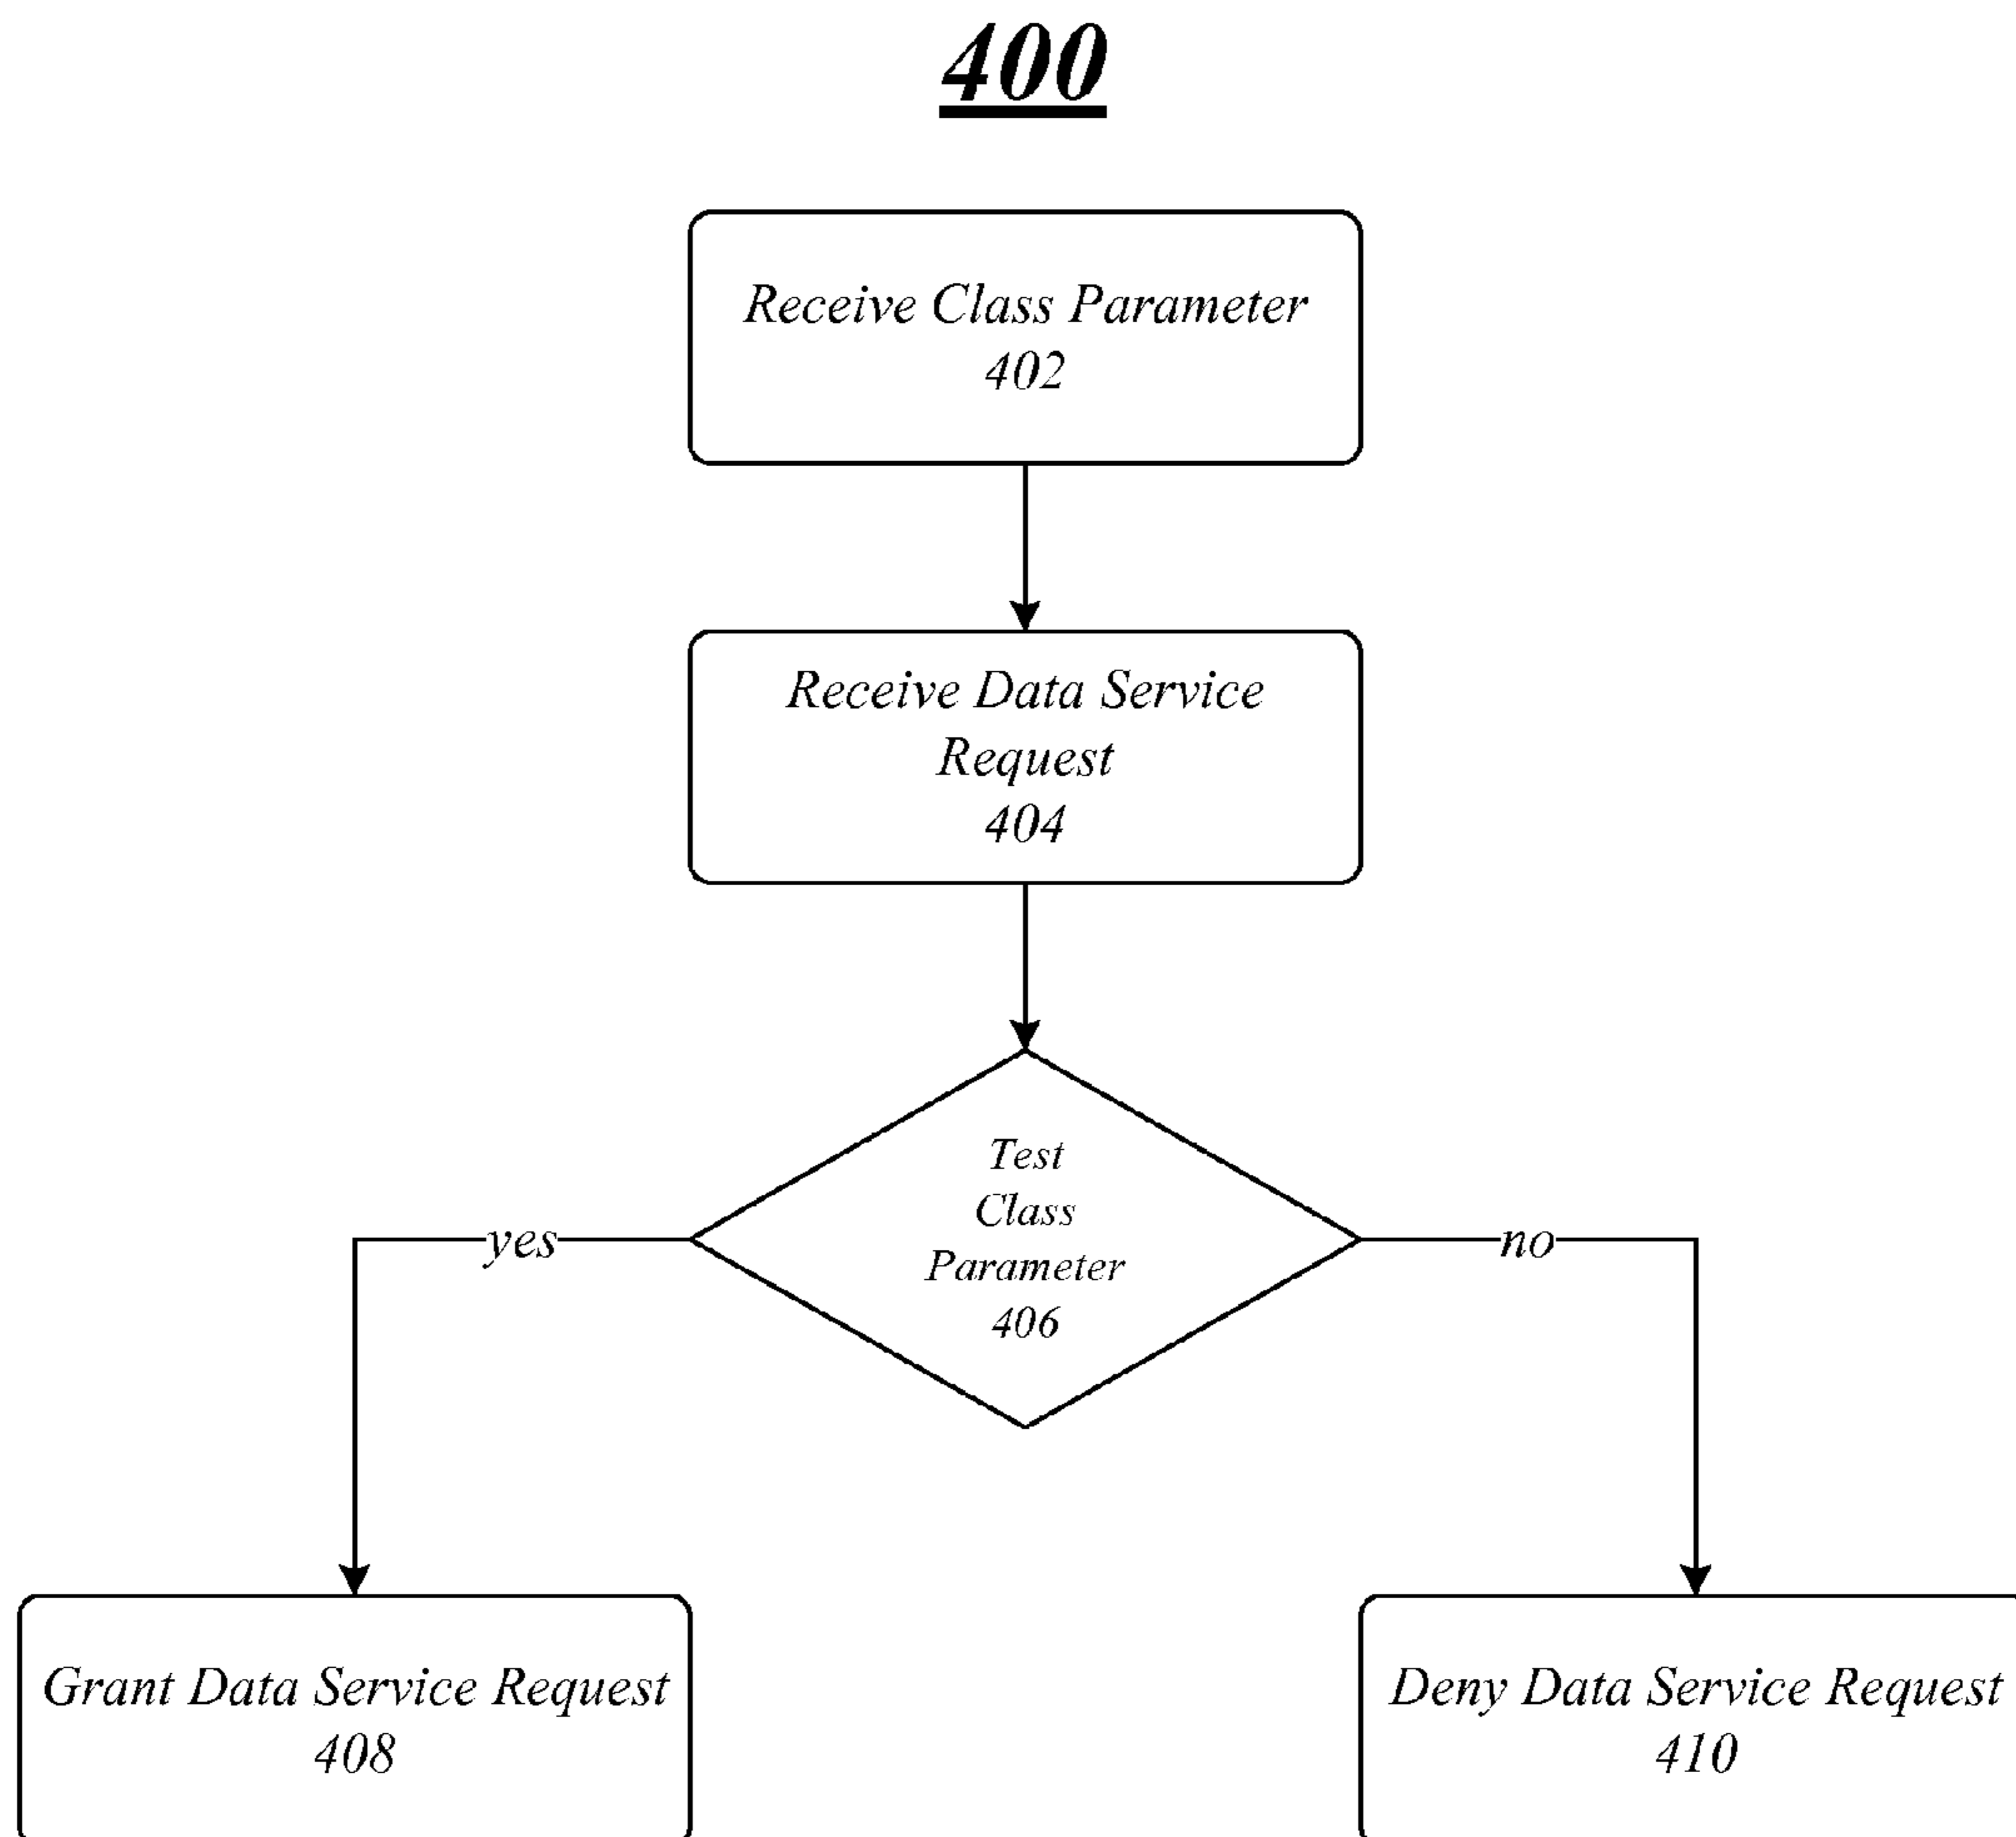 400
Receive Class Parameter
402
Receive Data Service
Request
404
Test
Class
Parameter
406
yes
no
Grant Data Service Request
408
Deny Data Service Request
410